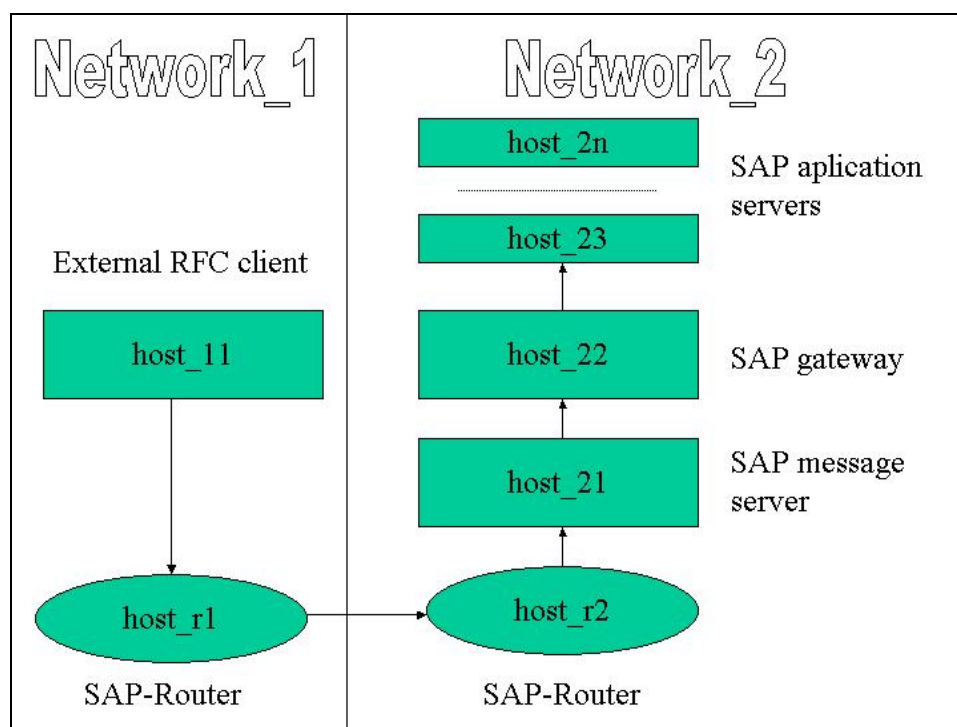 Network_1
Network_2
host_2n
SAP aplication
servers
host_23
External RFC client
host_11
host_22
SAP gateway
SAP message
server
host_21
host_r1
host_r2
SAP-Router
SAP-Router